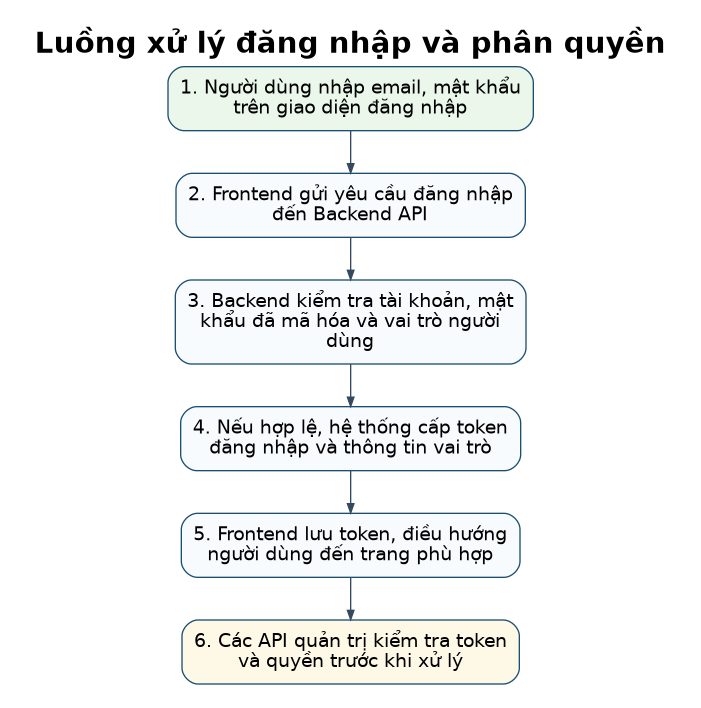 Luồng xử lý đăng nhập và phân quyền
1. Người dùng nhập email, mật khẩu
trên giao diện đăng nhập
2. Frontend gửi yêu cầu đăng nhập
đến Backend API
3. Backend kiểm tra tài khoản, mật
khẩu đã mã hóa và vai trò người
dùng
4. Nếu hợp lệ, hệ thống cấp token
đăng nhập và thông tin vai trò
5. Frontend lưu token, điều hướng
người dùng đến trang phù hợp
6. Các API quản trị kiểm tra token
và quyền trước khi xử lý